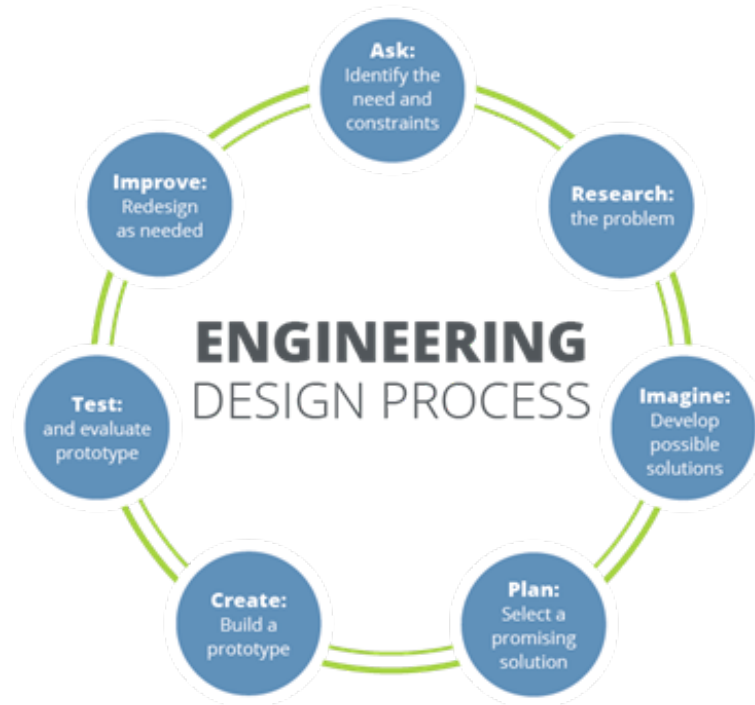 Ask:
Identify the
need and
constraints
Research:
the problem
Imagine:
Develop
possible
solutions
Plan:
Select a
promising
solution
Create:
Build a
prototype
Test:
and evaluate
prototype
Improve:
Redesign
as needed
ENGINEERING
DESIGN PROCESS